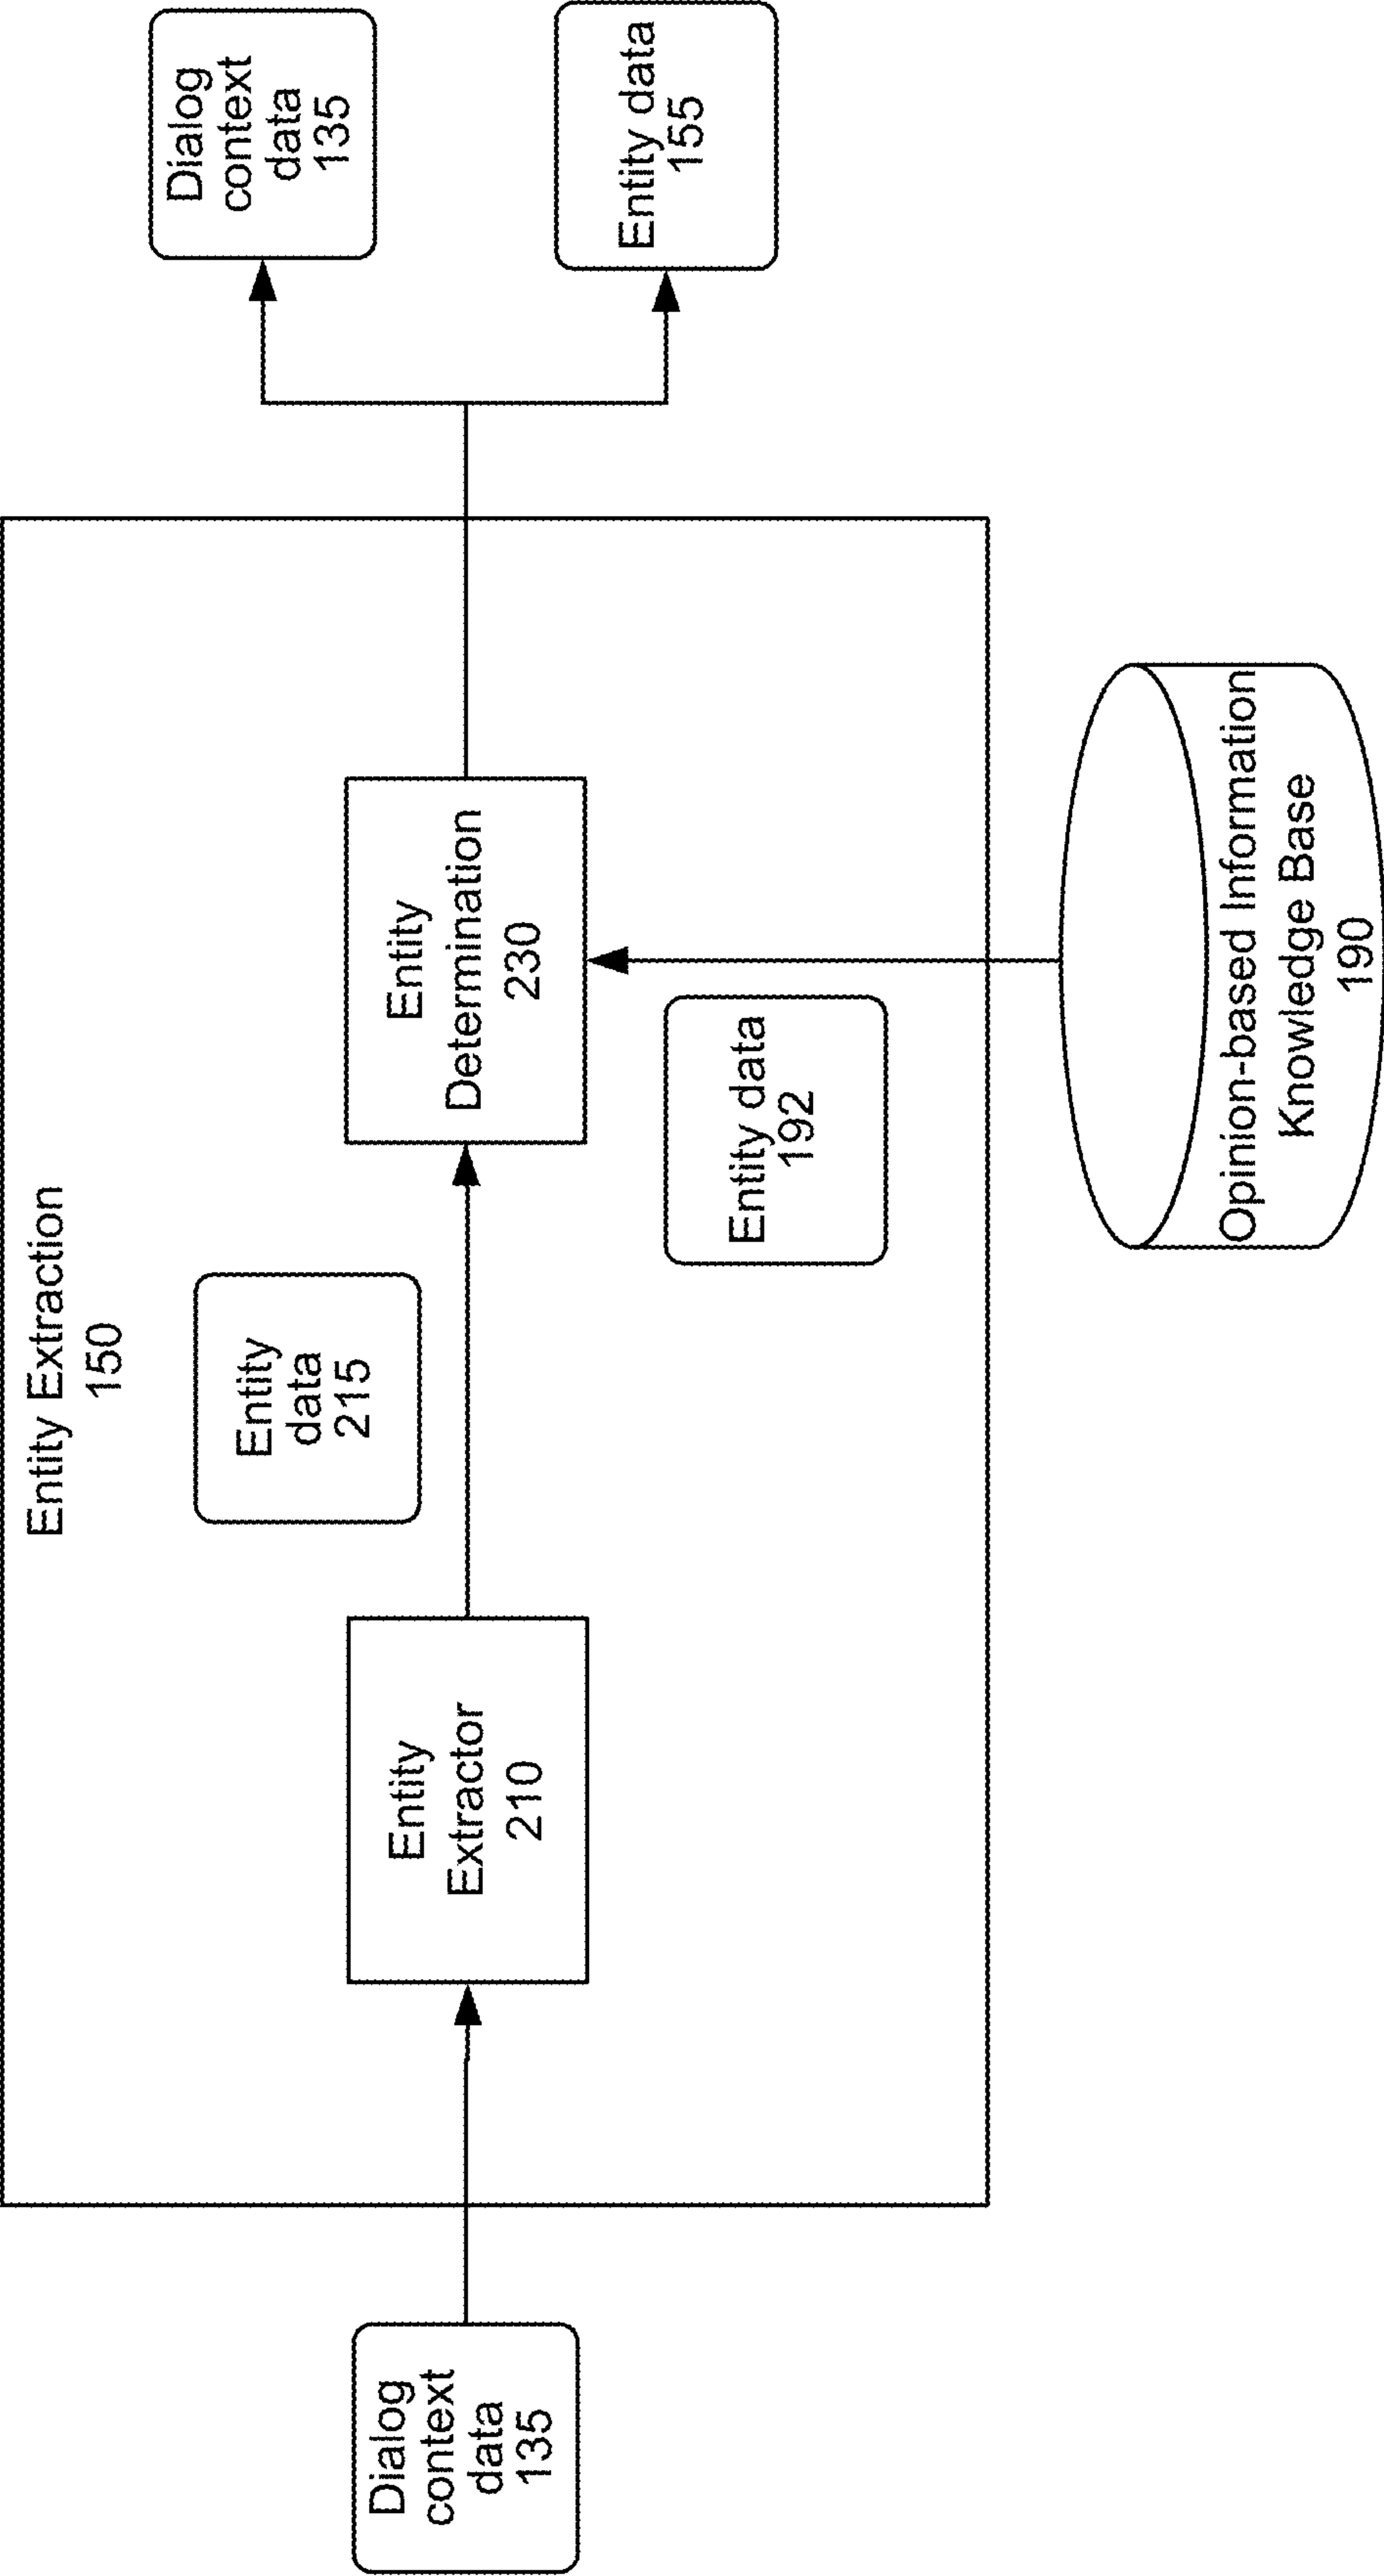 Entity Extraction
150
Dialog
context
data
135
Entity
Extractor
210
Entity
data
215
Entity
Determination
230
Entity data
192
Opinion-based Information
Knowledge Base
190
Dialog
context
data
135
Entity data
155